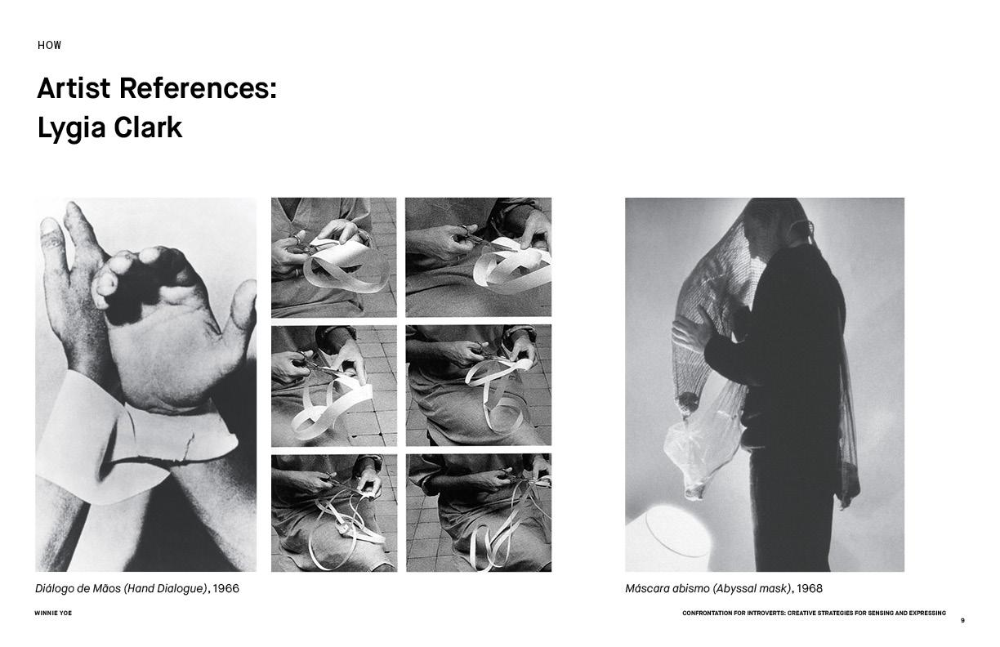 HOW
Artist References:
Lygia Clark
Diálogo de Mãos (Hand Dialogue), 1966
Máscara abismo (Abyssal mask), 1968
WINNIE YOE
CONFRONTATION FOR INTROVERTS: CREATIVE STRATEGIES FOR SENSING AND EXPRESSING
9